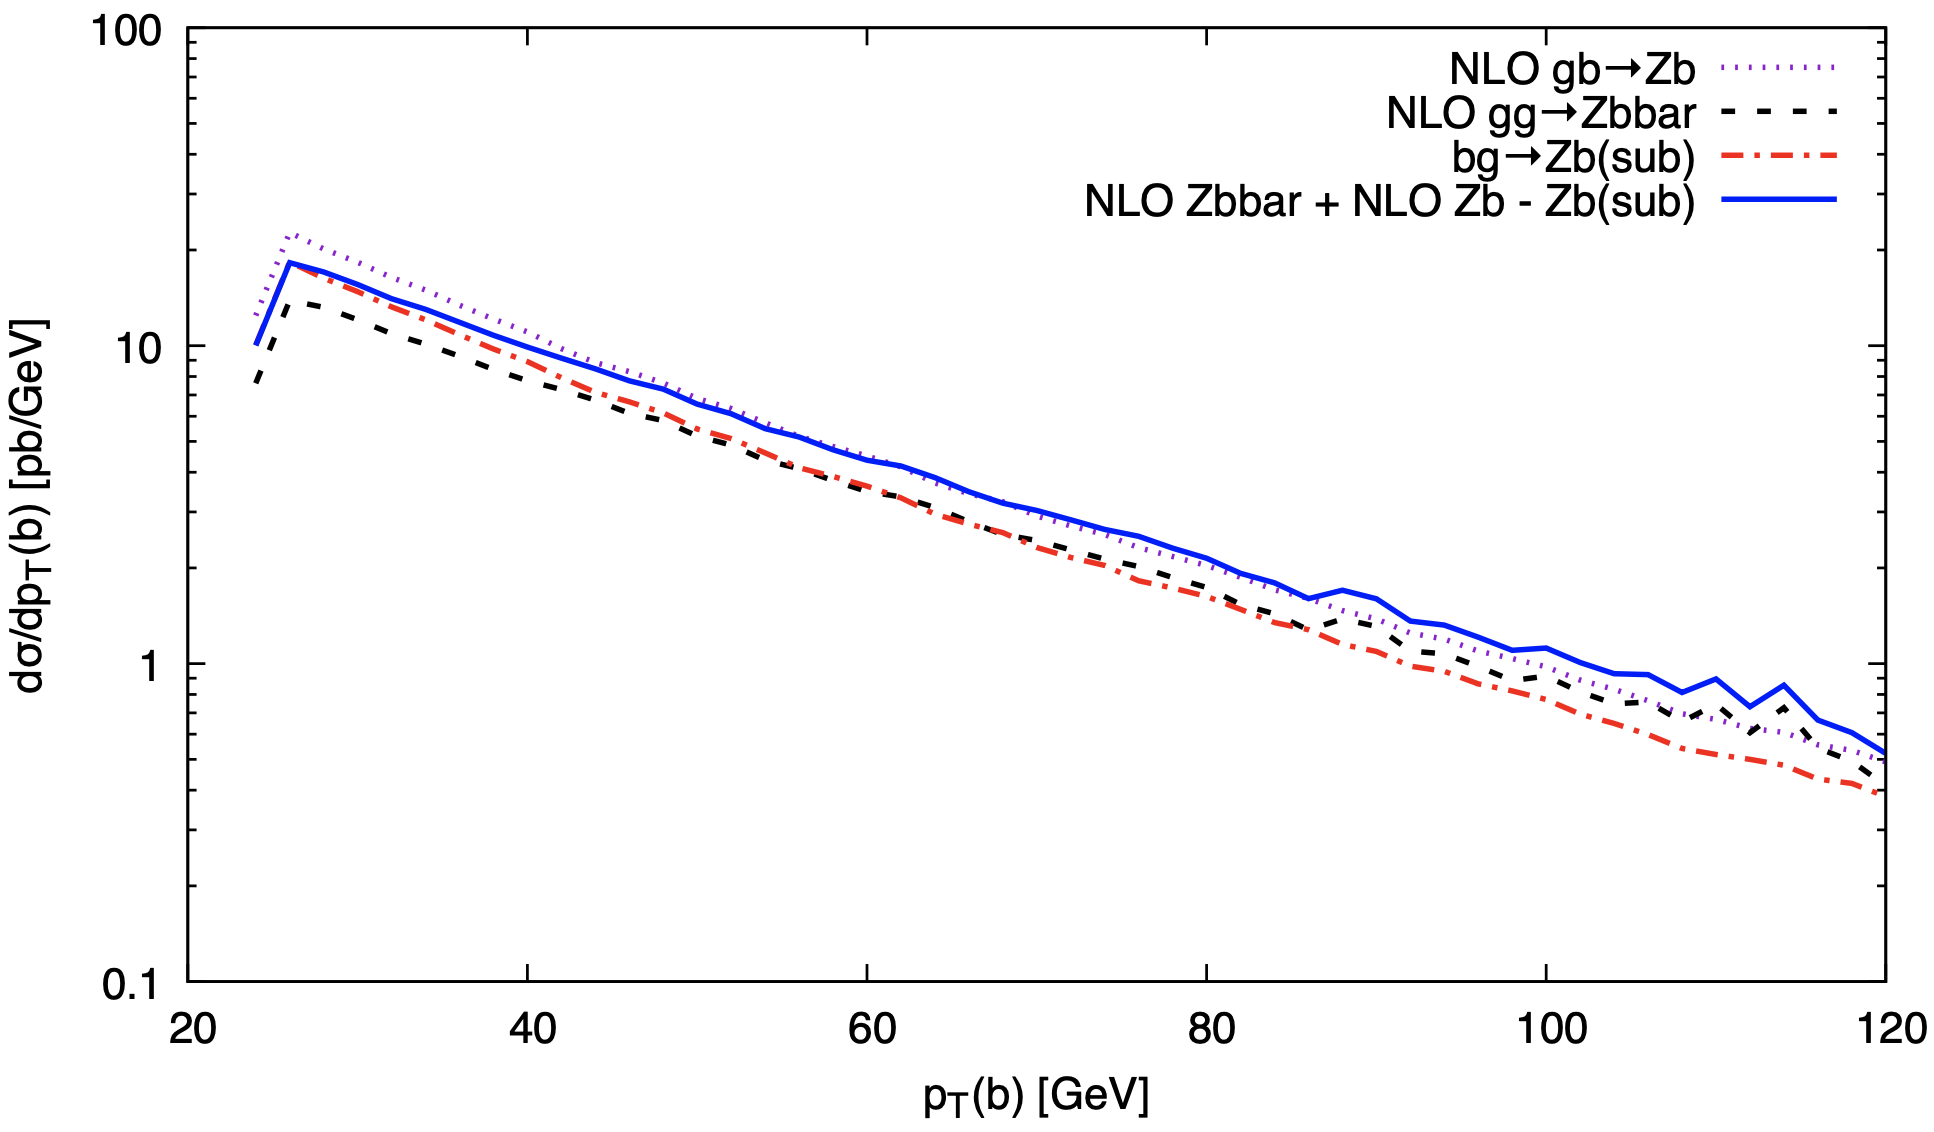 100
10
1
0.1
dσ/dpT(b) [pb/GeV]
NLO gb→Zb
NLO gg→Zbbar
bg→Zb(sub)
NLO Zbbar + NLO Zb - Zb(sub)
20 40 60 80 100 120
pT(b) [GeV]